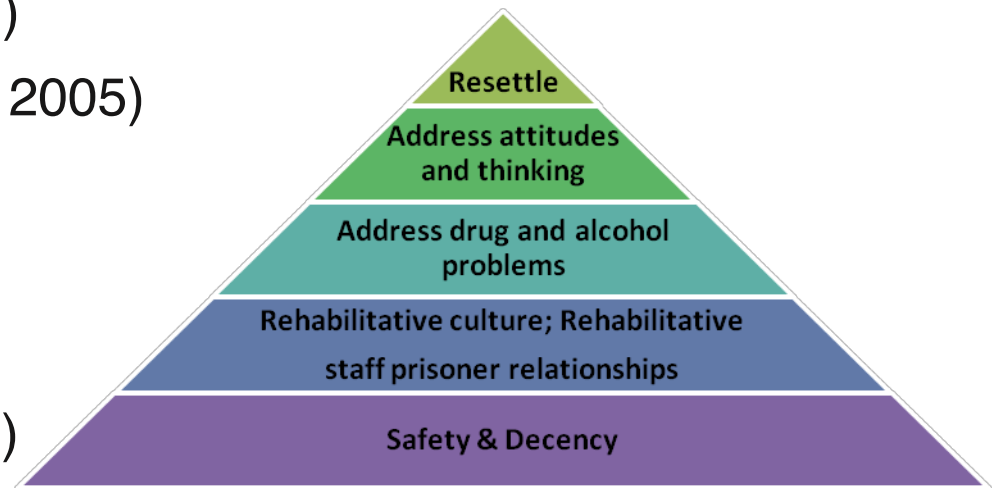 )
Resettle
2005)
Address attitudes
and thinking
Address drug and alcohol
problems
Rehabilitative culture; Rehabilitative
staff prisoner relationships
)
Safety & Decency